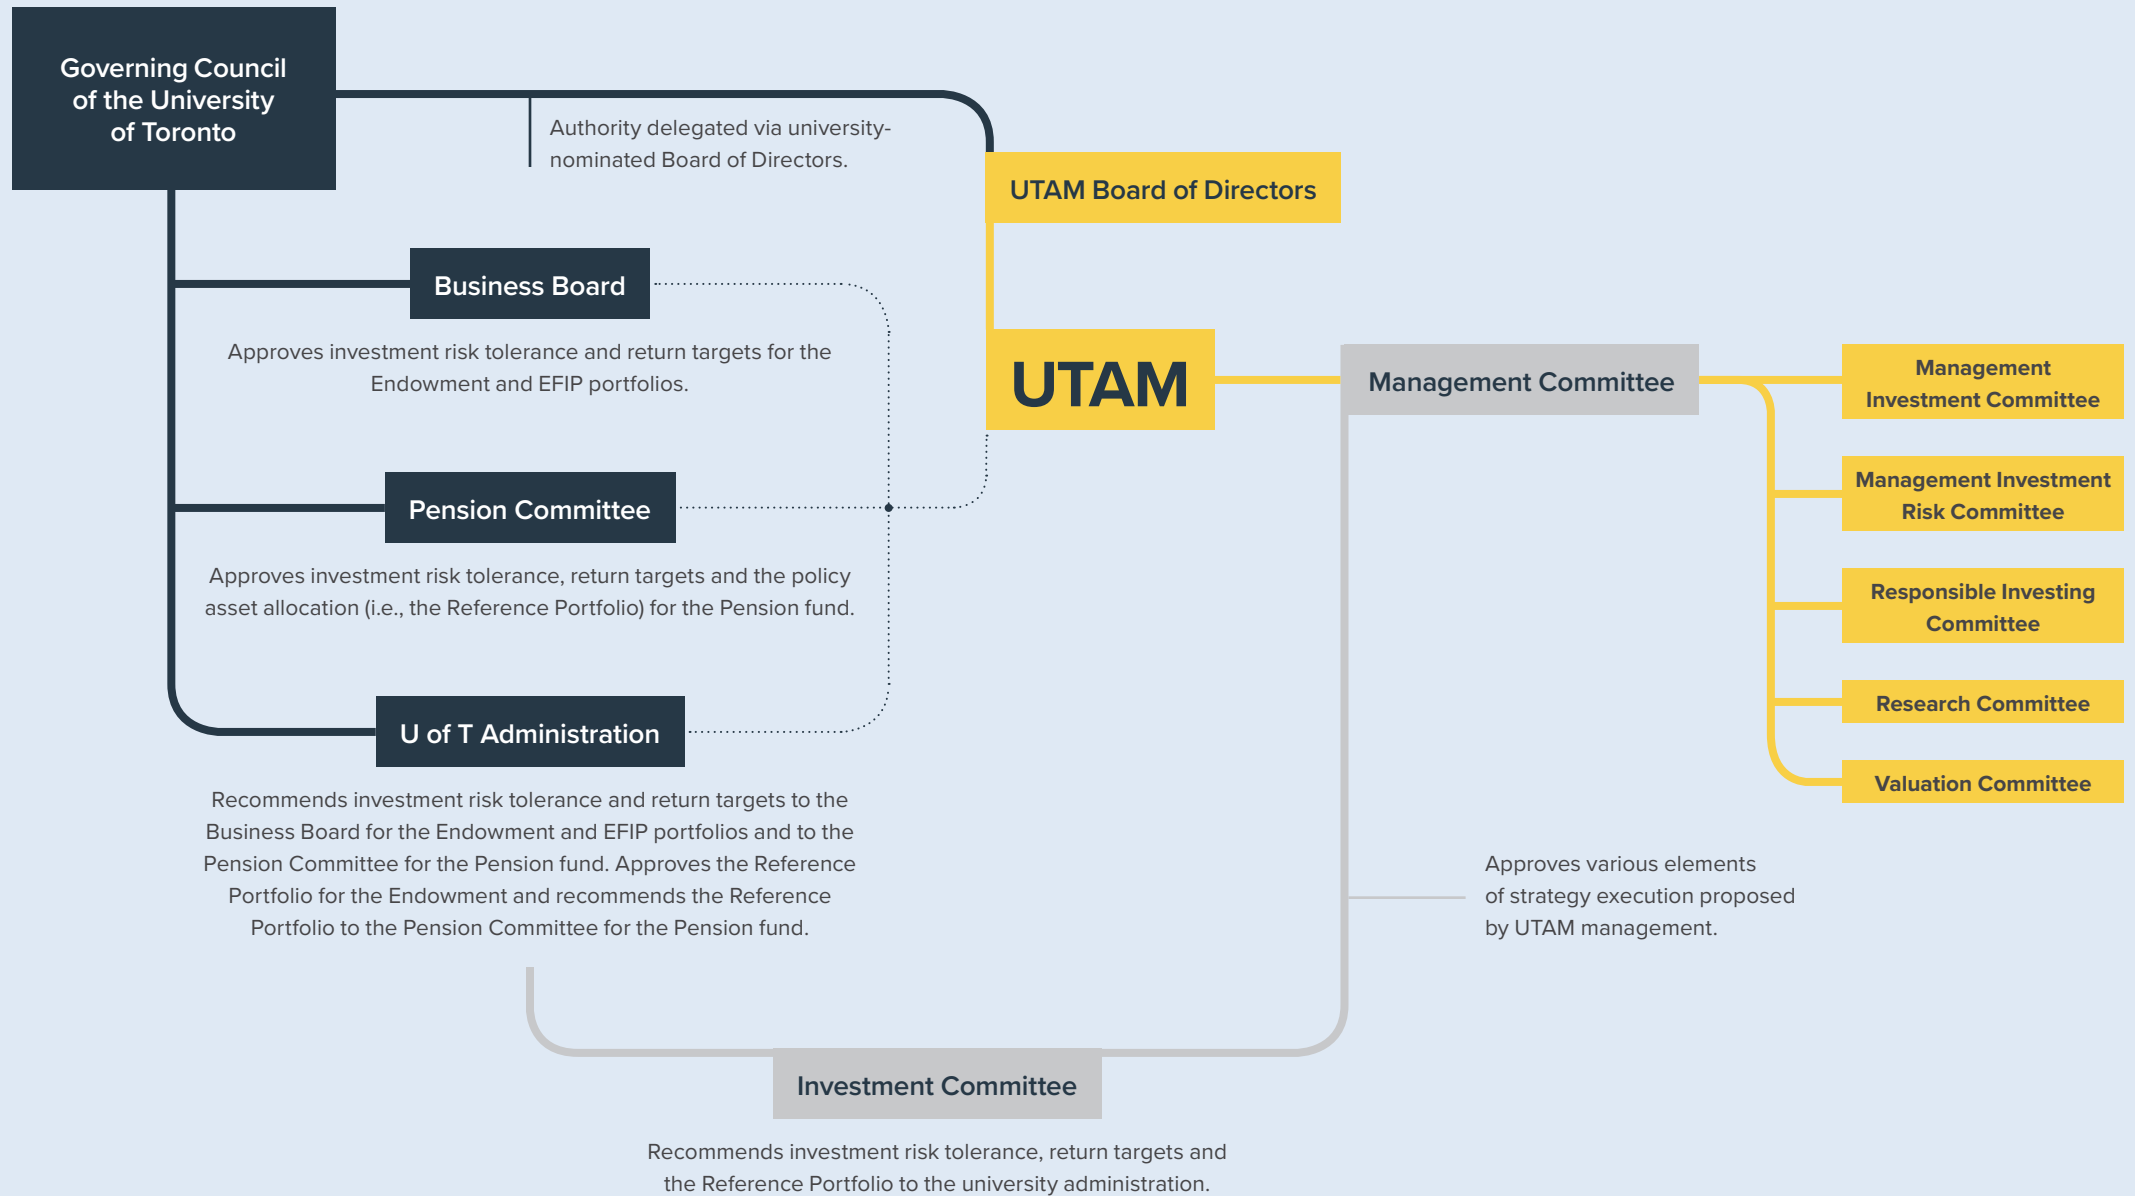 Governing Council
of the University
of Toronto
Authority delegated via university-
nominated Board of Directors.
UTAM Board of Directors
Business Board
Approves investment risk tolerance and return targets for the
Endowment and EFIP portfolios.
UTAM
Management Committee
Management
Investment Committee
Management Investment
Risk Committee
Responsible Investing
Committee
Research Committee
Valuation Committee
Pension Committee
Approves investment risk tolerance, return targets and the policy
asset allocation (i.e., the Reference Portfolio) for the Pension fund.
U of T Administration
Recommends investment risk tolerance and return targets to the
Business Board for the Endowment and EFIP portfolios and to the
Pension Committee for the Pension fund. Approves the Reference
Portfolio for the Endowment and recommends the Reference
Portfolio to the Pension Committee for the Pension fund.
Approves various elements
of strategy execution proposed
by UTAM management.
Investment Committee
Recommends investment risk tolerance, return targets and
the Reference Portfolio to the university administration.